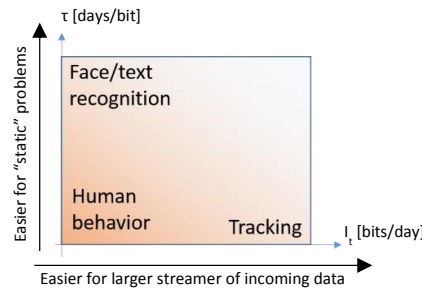 τ [days/bit]
Easier for "static" problems
Face/text
recognition
Human
behavior
Tracking
I_t [bits/day]
Easier for larger streamer of incoming data